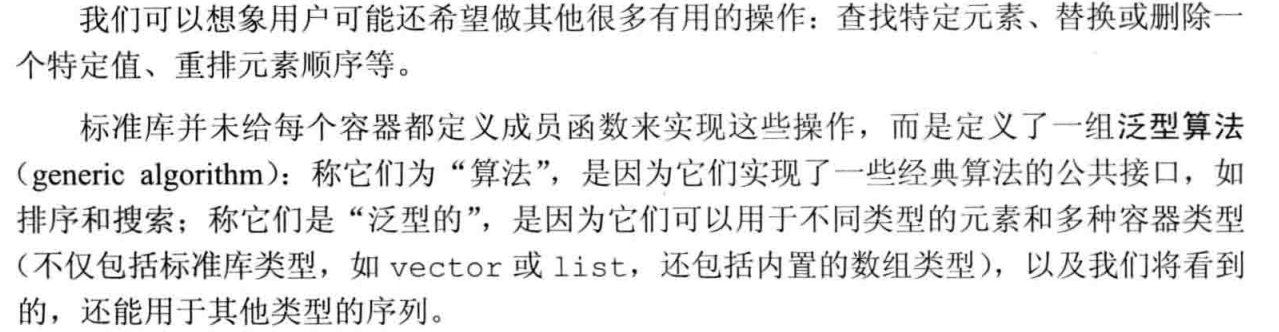 我们可以想象用户可能还希望做其他很多有用的操作：查找特定元素、替换或删除一
个特定值、重排元素顺序等。
标准库并未给每个容器都定义成员函数来实现这些操作，而是定义了一组泛型算法
（generic algorithm）：称它们为“算法”，是因为它们实现了一些经典算法的公共接口，如
排序和搜索；称它们是“泛型的”，是因为它们可以用于不同类型的元素和多种容器类型
（不仅包括标准库类型，如 vector 或 list，还包括内置的数组类型），以及我们将看到
的，还能用于其他类型的序列。